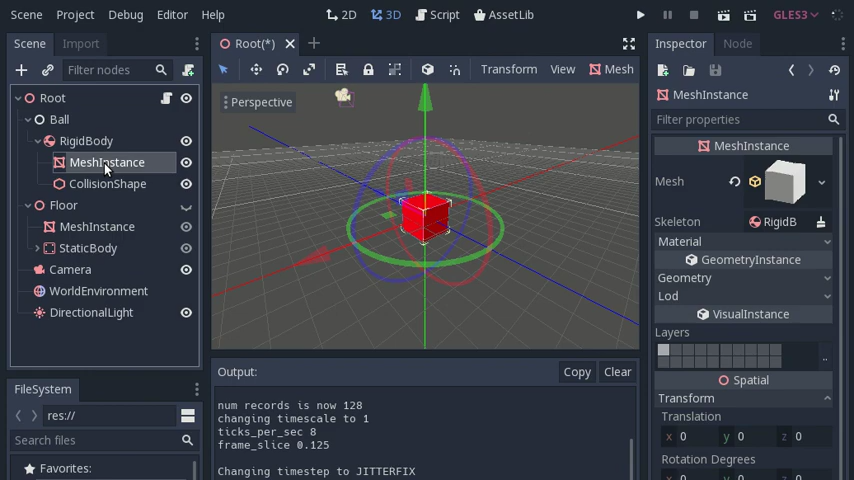 Scene Project Debug Editor Help 2D 3D Script AssetLib GLES3
Scene Import
Filter nodes
Root
Ball
RigidBody
MeshInstance
CollisionShape
Floor
MeshInstance
StaticBody
Camera
WorldEnvironment
DirectionalLight
FileSystem
res://
Search files
Favorites:
Root(*)
Transform View Mesh
Perspective
Output: Copy Clear
num records is now 128
changing timescale to 1
ticks_per_sec 8
frame_slice 0.125
Changing timestep to JITTERFIX
Inspector Node
MeshInstance
Filter properties
MeshInstance
Mesh
Skeleton RigidB
Material
GeometryInstance
Geometry
Lod
VisualInstance
Layers
..
Spatial
Transform
Translation
x 0 y 0 z 0
Rotation Degrees
x 0 y 0 z 0